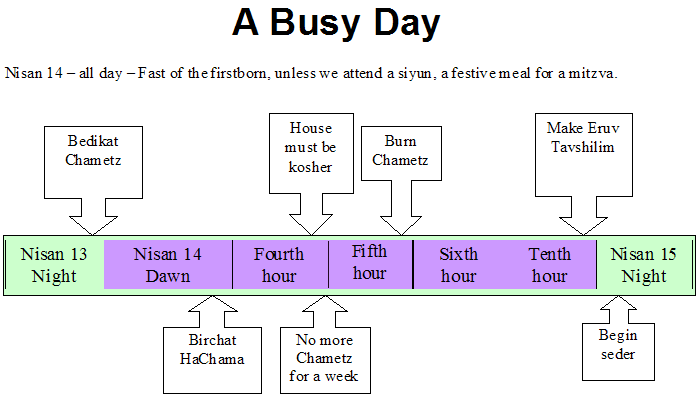 A Busy Day
Nisan 14 – all day – Fast of the firstborn, unless we attend a siyun, a festive meal for a mitzva.
Bedikat
Chametz
House
must be
kosher
Burn
Chametz
Make Eruv
Tavshilim
Nisan 13
Night
Nisan 14
Dawn
Fourth
hour
Fifth
hour
Sixth
hour
Tenth
hour
Nisan 15
Night
Birchat
HaChama
No more
Chametz
for a week
Begin
seder